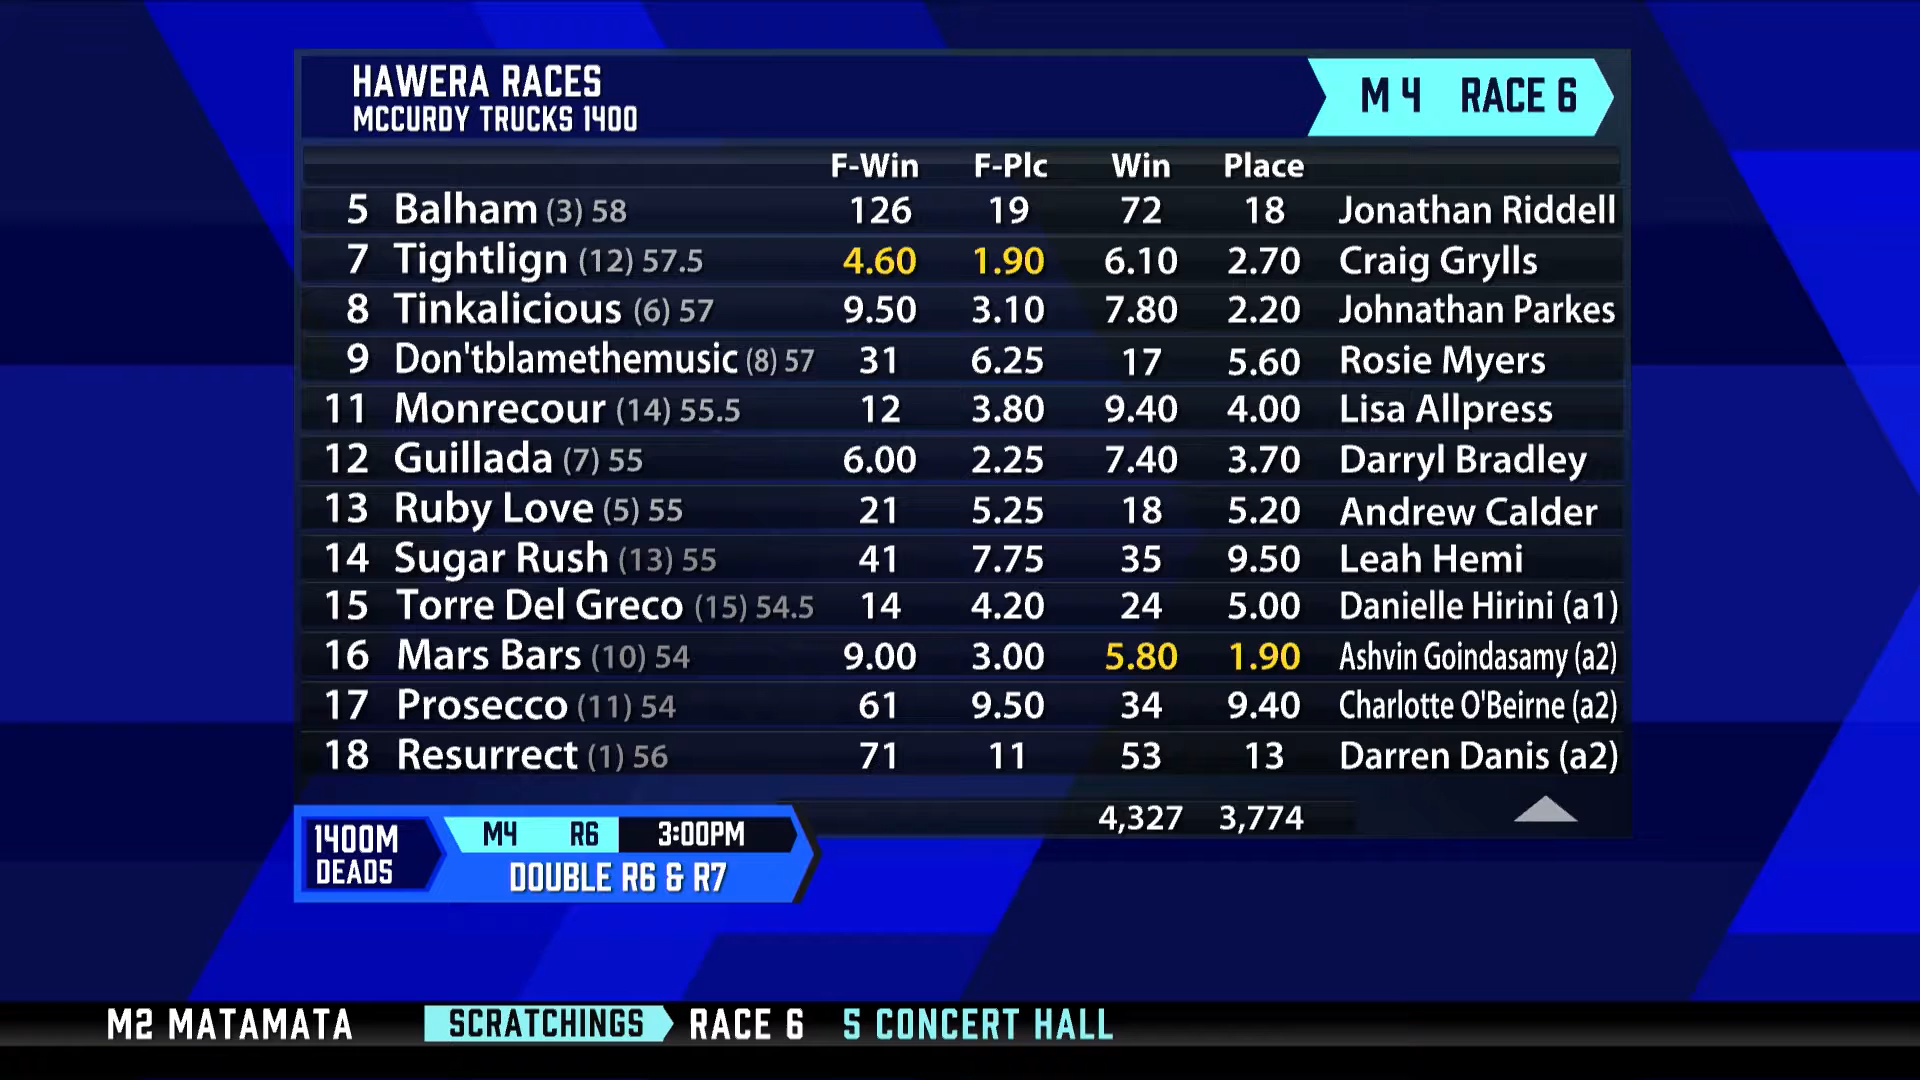 HAWERA RACES
MCCURDY TRUCKS 1400
M 4 RACE 6
F-Win F-Plc Win Place
5 Balham (3) 58 126 19 72 18 Jonathan Riddell
7 Tightlign (12) 57.5 4.60 1.90 6.10 2.70 Craig Grylls
8 Tinkalicious (6) 57 9.50 3.10 7.80 2.20 Johnathan Parkes
9 Don'tblamethemusic (8) 57 31 6.25 17 5.60 Rosie Myers
11 Monrecour (14) 55.5 12 3.80 9.40 4.00 Lisa Allpress
12 Guillada (7) 55 6.00 2.25 7.40 3.70 Darryl Bradley
13 Ruby Love (5) 55 21 5.25 18 5.20 Andrew Calder
14 Sugar Rush (13) 55 41 7.75 35 9.50 Leah Hemi
15 Torre Del Greco (15) 54.5 14 4.20 24 5.00 Danielle Hirini (a1)
16 Mars Bars (10) 54 9.00 3.00 5.80 1.90 Ashvin Goindasamy (a2)
17 Prosecco (11) 54 61 9.50 34 9.40 Charlotte O'Beirne (a2)
18 Resurrect (1) 56 71 11 53 13 Darren Danis (a2)
4,327 3,774
1400M
DEAD5
M4 R6 3:00PM
DOUBLE R6 & R7
M2 MATAMATA SCRATCHINGS RACE 6 5 CONCERT HALL